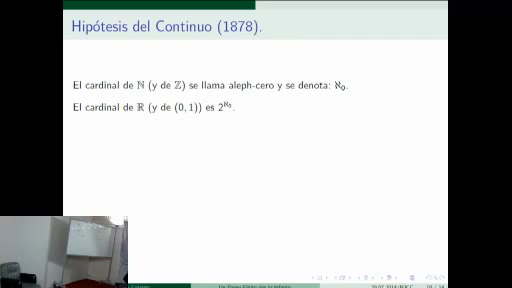 Hipótesis del Continuo (1878).
El cardinal de ℕ (y de ℤ) se llama aleph-cero y se denota: ℵ₀.
El cardinal de ℝ (y de (0, 1)) es 2^ℵ₀.